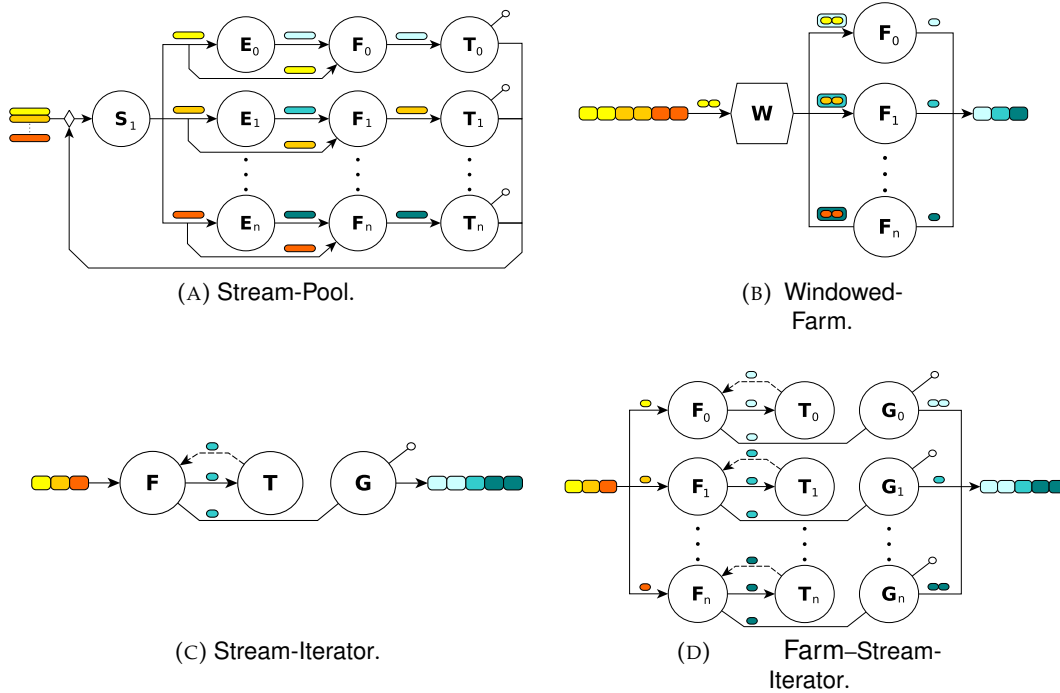 E0 F0 T0
S1 E1 F1 T1
En Fn Tn
(A) Stream-Pool.
F0
W F1
Fn
(B) Windowed-
Farm.
F T G
(C) Stream-Iterator.
F0 T0 G0
F1 T1 G1
Fn Tn Gn
(D) Farm–Stream-
Iterator.